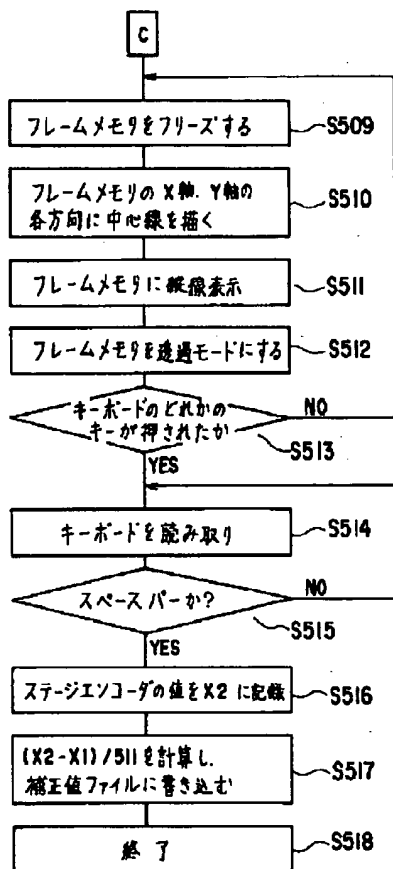 C
フレームメモリをフリーズする
S509
フレームメモリの X軸、Y軸の
各方向に中心線を描く
S510
フレームメモリに縦線表示
S511
フレームメモリを透過モードにする
S512
キーボードのどれかの
キーが押されたか
NO
S513
YES
キーボードを読み取り
S514
スペースバーか?
NO
S515
YES
ステージエンコーダの値をX2に記録
S516
(X2-X1)/511を計算し、
補正値ファイルに書き込む
S517
終了
S518